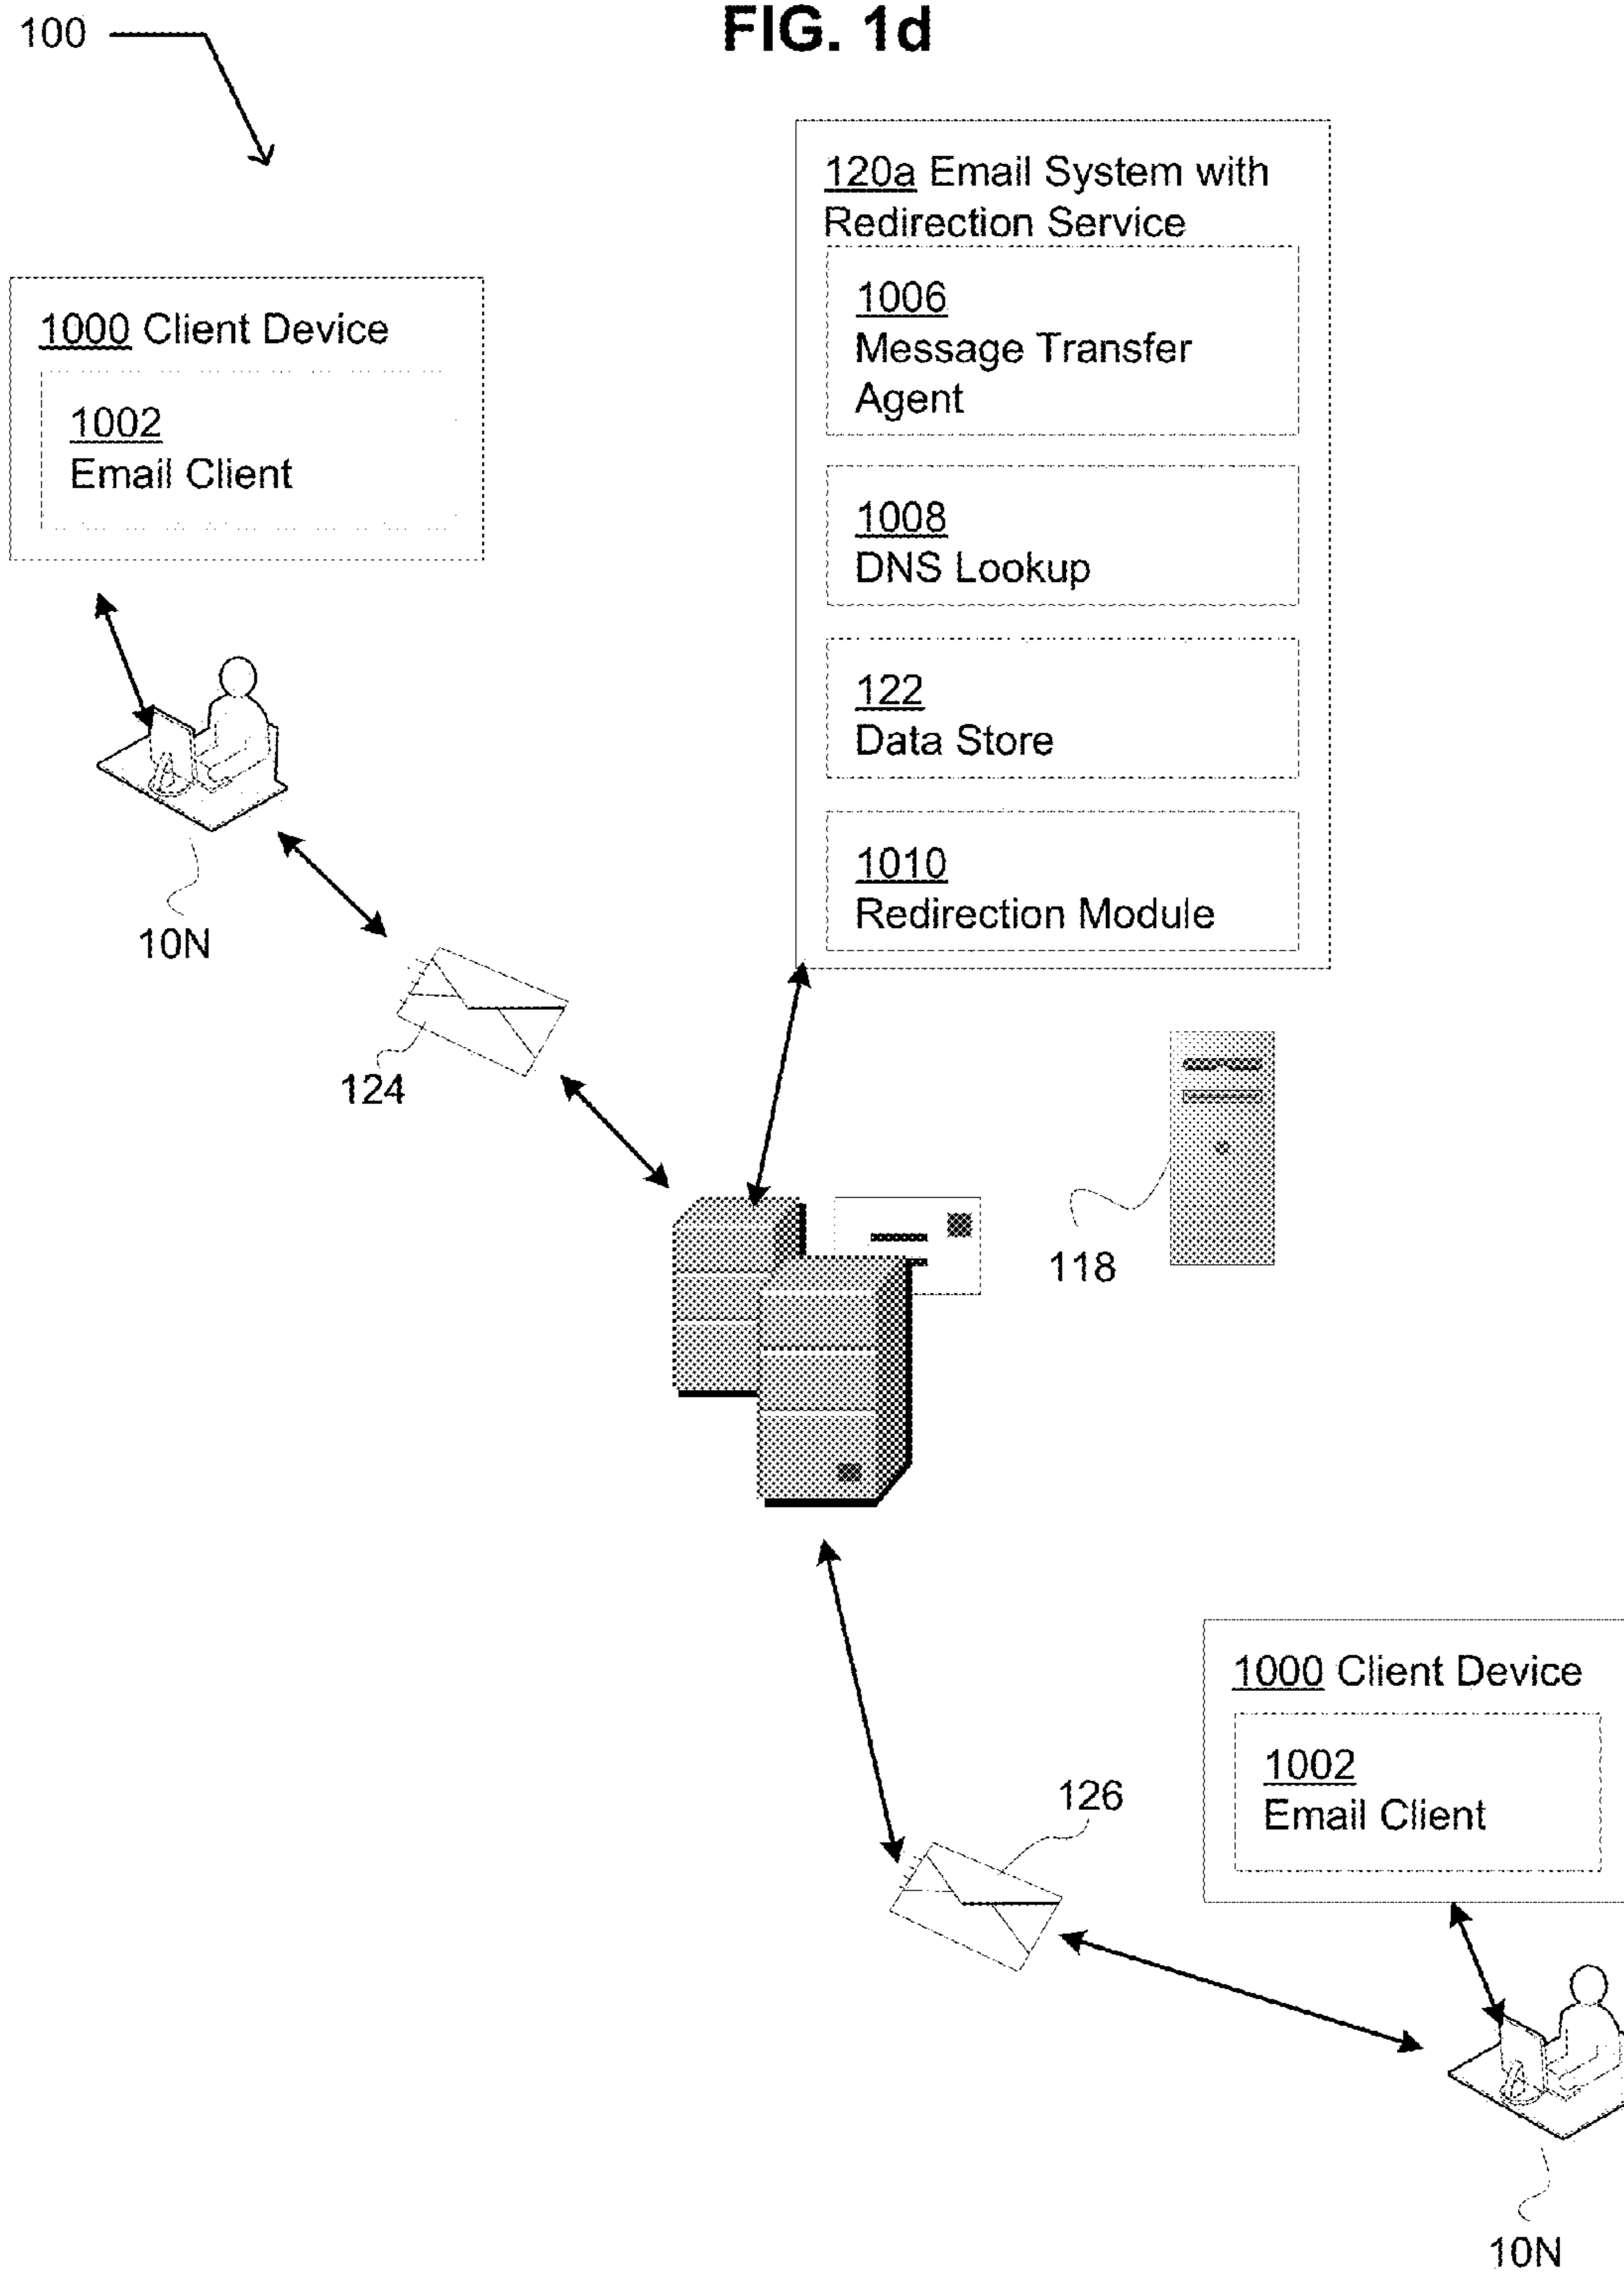 FIG. 1d
100
120a Email System with
Redirection Service
1006
Message Transfer
Agent
1008
DNS Lookup
122
Data Store
1010
Redirection Module
1000 Client Device
1002
Email Client
10N
124
118
1000 Client Device
1002
Email Client
126
10N